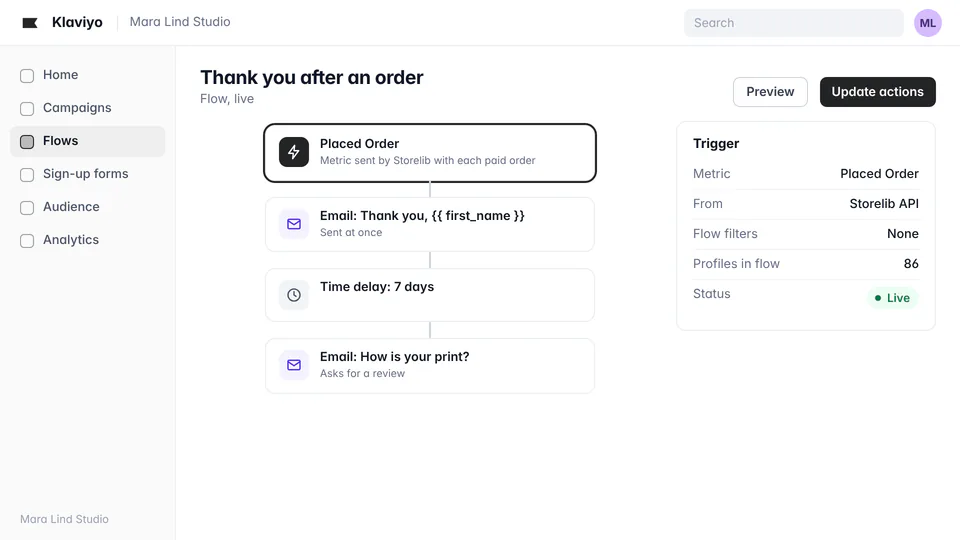 Klaviyo
Mara Lind Studio
Search
ML
Home
Campaigns
Flows
Sign-up forms
Audience
Analytics
Mara Lind Studio
Thank you after an order
Flow, live
Preview
Update actions
Placed Order
Metric sent by Storelib with each paid order
Email: Thank you, {{ first_name }}
Sent at once
Time delay: 7 days
Email: How is your print?
Asks for a review
Trigger
Metric Placed Order
From Storelib API
Flow filters None
Profiles in flow 86
Status Live